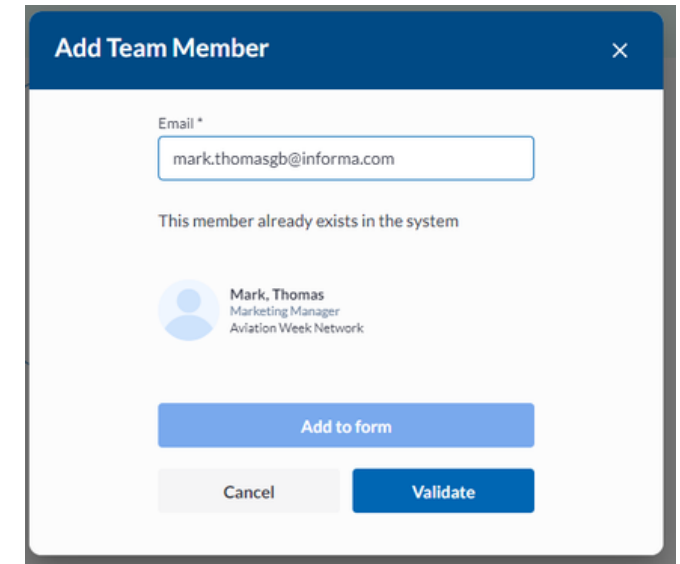 Add Team Member
Email *
mark.thomasgb@informa.com
This member already exists in the system
Mark, Thomas
Marketing Manager
Aviation Week Network
Add to form
Cancel
Validate